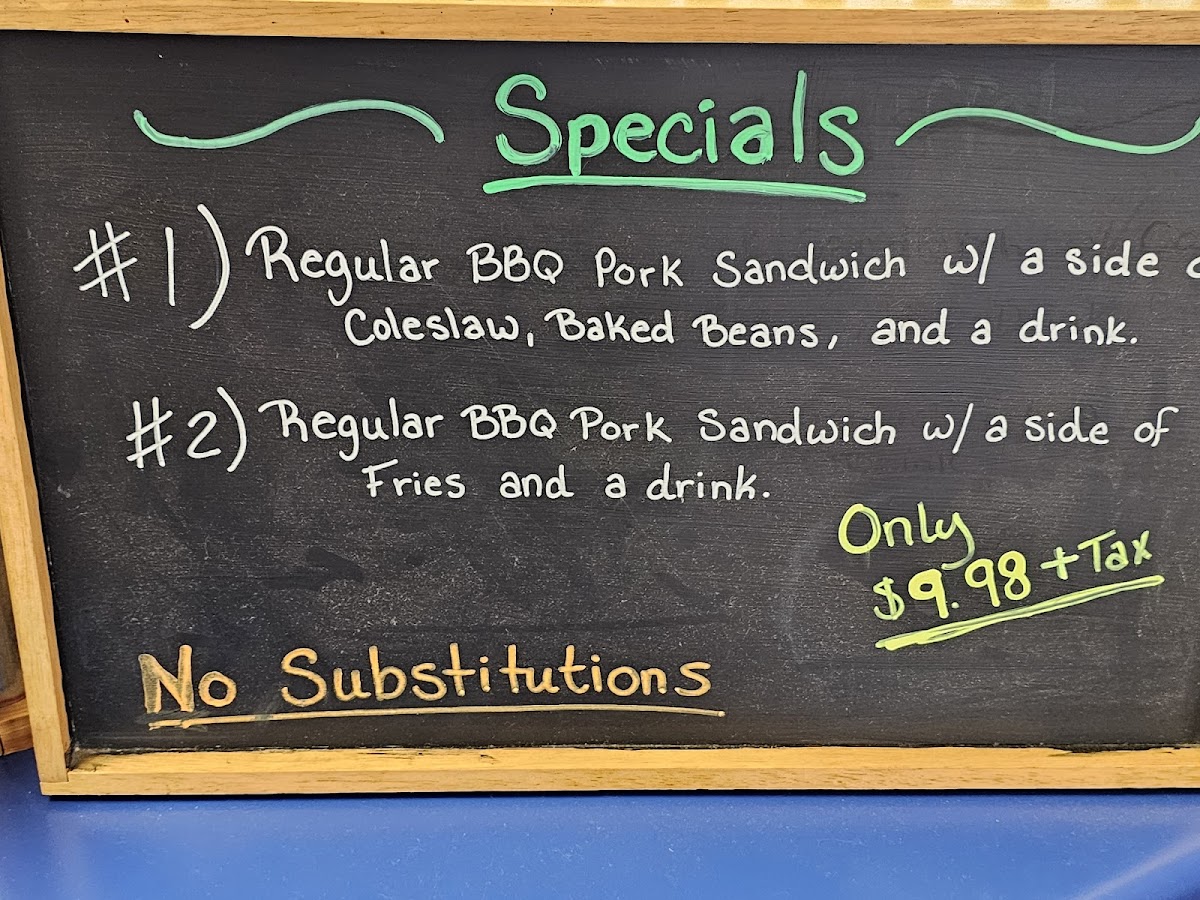 Specials
#1) Regular BBQ Pork Sandwich w/ a side
Coleslaw, Baked Beans, and a drink.
#2) Regular BBQ Pork Sandwich w/ a side of
Fries and a drink.
Only
$9.98 + Tax
No Substitutions